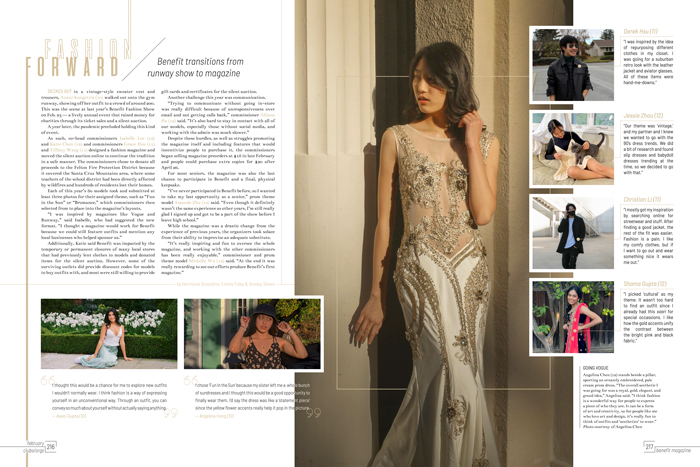 FASHION
FORWARD
Benefit transitions from
runway show to magazine
DECKED OUT in a vintage-style sweater vest and
walked out onto the gym
runway, showing off her outfit to a crowd of around 200.
This was the scene at last year's Benefit Fashion Show
on Feb. 29 — a lively annual event that raised money for
charities through its ticket sales and a silent auction.
A year later, the pandemic precluded holding this kind
of event.
As such, co-head commissioners
and commissioners
designed a fashion magazine and
moved the silent auction online to continue the tradition
in a safe manner. The commissioners chose to donate all
proceeds to the Felton Fire Protection District because
it covered the Santa Cruz Mountains area, where some
teachers of the school district had been directly affected
by wildfires and hundreds of residents lost their homes.
Each of this year's 60 models took and submitted at
least three photos for their assigned theme, such as "Fun
in the Sun" or "Bromance," which commissioners then
selected from to place into the magazine's layouts.
"I was inspired by magazines like Vogue and
Runway," said Isabelle, who had suggested the new
format. "I thought a magazine would work for Benefit
because we could still feature outfits and mention any
local businesses who helped sponsor us."
Additionally, Katie said Benefit was impacted by the
temporary or permanent closures of many local stores
that had previously lent clothes to models and donated
items for the silent auction. However, some of the
surviving outlets did provide discount codes for models
to buy outfits with, and most were still willing to provide
gift cards and certificates for the silent auction.
Another challenge this year was communication.
"Trying to communicate without going in-store
was really difficult because of unresponsiveness over
email and not getting calls back," commissioner
said. "It's also hard to stay in contact with all of
our models, especially those without social media, and
working with the admin was much slower."
Despite these hurdles, as well as struggles promoting
the magazine itself and including features that would
incentivize people to purchase it, the commissioners
began selling magazine preorders at $18 in late February
and people could purchase extra copies for $20 after
April 20.
For most seniors, the magazine was also the last
chance to participate in Benefit and a final, physical
keepsake.
"I've never participated in Benefit before, so I wanted
to take my last opportunity as a senior," prom theme
model said. "Even though it definitely
wasn't the same experience as other years, I'm still really
glad I signed up and got to be a part of the show before I
leave high school."
While the magazine was a drastic change from the
experience of previous years, the organizers took solace
from their ability to improvise an adequate substitute.
"It's really inspiring and fun to oversee the whole
magazine, and working with the other commissioners
has been really enjoyable," commissioner and prom
theme model said. "At the end it was
really rewarding to see our efforts produce Benefit's first
magazine."
"I thought this would be a chance for me to explore new outfits
I wouldn't normally wear. I think fashion is a way of expressing
yourself in an unconventional way. Through an outfit, you can
convey so much about yourself without actually saying anything.
"I chose 'Fun in the Sun' because my sister left me a whole bunch
of sundresses and I thought this would be a good opportunity to
finally wear them. I'd say the dress was like a 'statement piece'
since the yellow flower accents really help it pop in the picture.
february
216
Derek Hsu (11)
"I was inspired by the idea
of repurposing different
clothes in my closet. I
was going for a suburban
retro look with the leather
jacket and aviator glasses.
All of these items were
hand-me-downs."
Jessie Zhou (12)
"Our theme was 'vintage,'
and my partner and I knew
we wanted to go with the
90's dress trends. We did
a bit of research and found
slip dresses and babydoll
dresses trending at the
time, so we decided to go
with that."
Christian Li (11)
"I mostly got my inspiration
by searching online for
streetwear and stuff. After
finding a good jacket, the
rest of the fit was easier.
Fashion is a pain; I like
my comfy clothes, but if
I want to go out and wear
something nice it wears
me out."
Shama Gupta (12)
"I picked 'cultural' as my
theme. It wasn't too hard
to find an outfit since I
already had this saari for
special occasions. I like
how the gold accents unify
the contrast between
the bright pink and black
fabric."
GOING VOGUE
Angelina Chen (12) stands beside a pillar,
sporting an ornately embroidered, pale
cream prom dress. "The overall aesthetic I
was going for was a royal, gold, elegant, and
grand idea," Angelina said. "I think fashion
is a wonderful way for people to express
a piece of who they are. It can be a form
of art and creativity, so for people like me
who love art and design, it's really fun to
think of outfits and 'aesthetics' to wear."
Photo courtesy of Angelina Chen
217
benefit magazine